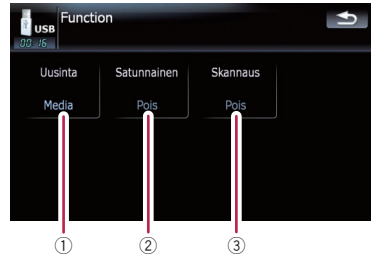 Function
USB
00:16
Uusinta Satunnainen Skannaus
Media Pois Pois
① ② ③